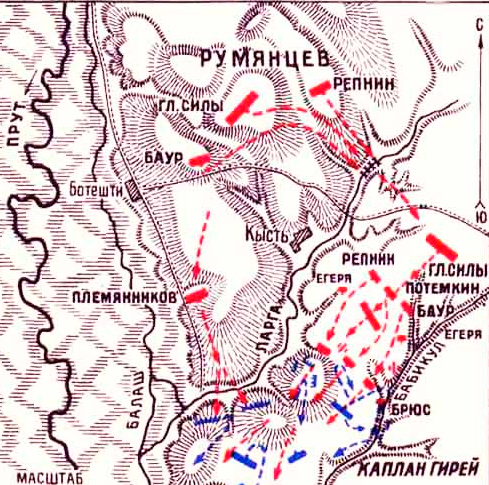 РУМЯНЦЕВ
С
РЕПНИН
ГЛ. СИЛЫ
ПРУТ
БАУР
Ботешти
Ю
Кысть
РЕПНИН
ГЛ. СИЛЫ
ЕГЕРЯ
ПОТЕМКИН
ПЛЕМЯННИКОВ
БАУР
ЛАРГА
ЕГЕРЯ
БАБИКУЛ
БАЛАШ
БРЮС
КАПЛАН ГИРЕЙ
МАСШТАБ